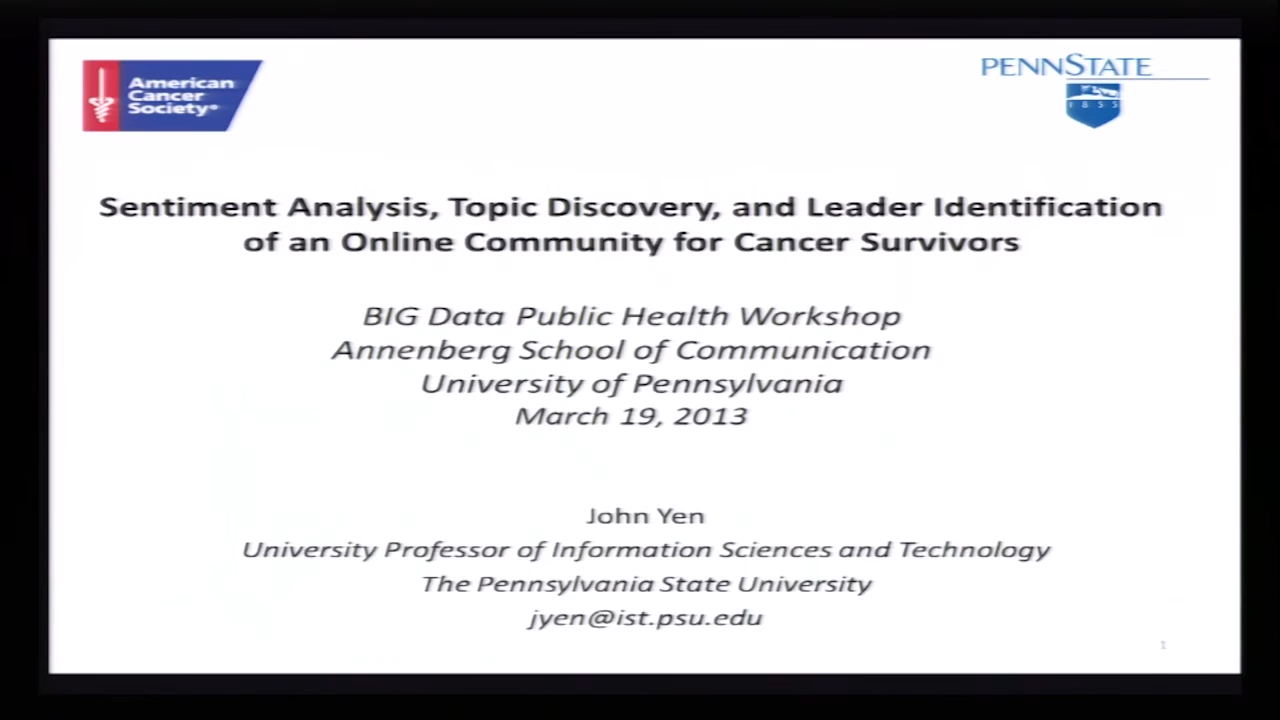 American
Cancer
Society®
PENNSTATE
1855
Sentiment Analysis, Topic Discovery, and Leader Identification
of an Online Community for Cancer Survivors
BIG Data Public Health Workshop
Annenberg School of Communication
University of Pennsylvania
March 19, 2013
John Yen
University Professor of Information Sciences and Technology
The Pennsylvania State University
jyen@ist.psu.edu
1